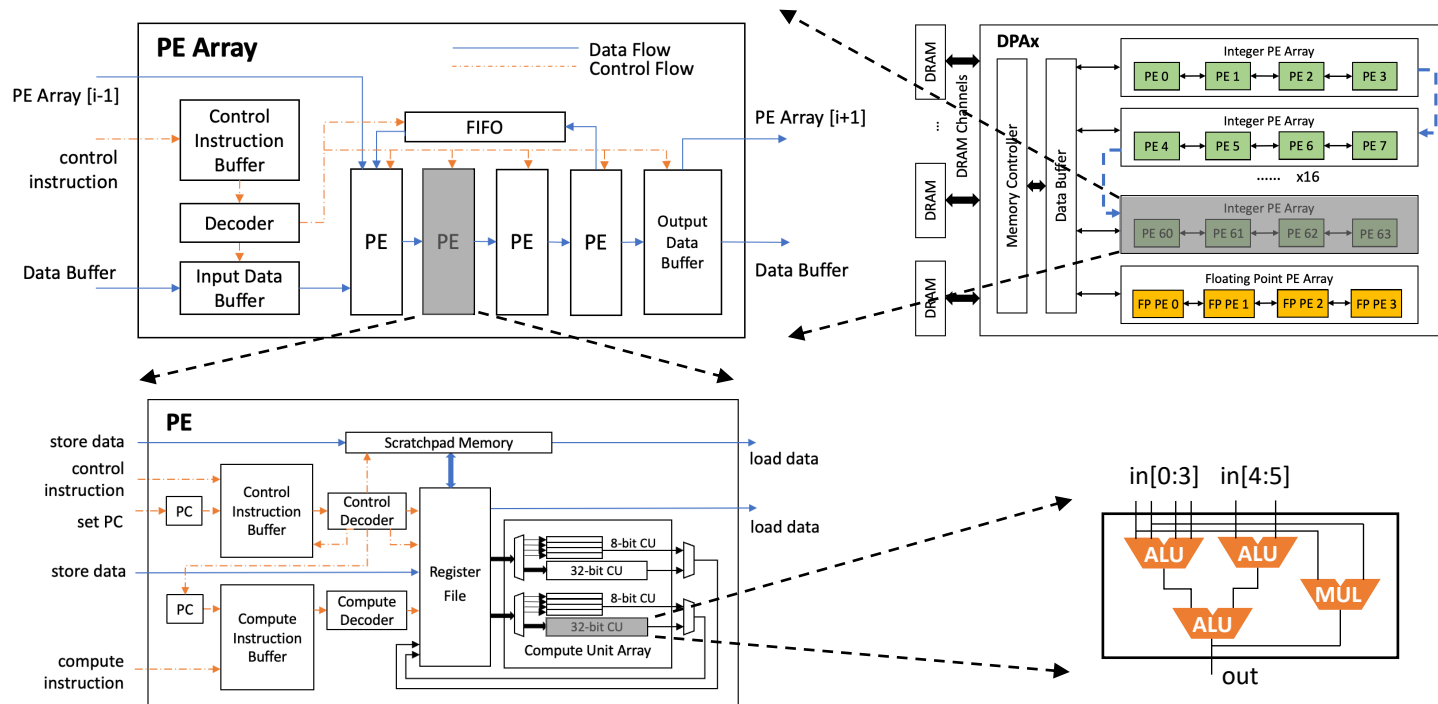 PE Array
Data Flow
Control Flow
PE Array [i-1]
control
instruction
Data Buffer
Control
Instruction
Buffer
Decoder
Input Data
Buffer
FIFO
PE
PE
PE
PE
Output
Data
Buffer
PE Array [i+1]
Data Buffer
DPAx
DRAM
...
DRAM
DRAM
DRAM Channels
Memory Controller
Data Buffer
Integer PE Array
PE 0
PE 1
PE 2
PE 3
Integer PE Array
PE 4
PE 5
PE 6
PE 7
...... x16
Integer PE Array
PE 60
PE 61
PE 62
PE 63
Floating Point PE Array
FP PE 0
FP PE 1
FP PE 2
FP PE 3
PE
store data
control
instruction
set PC
store data
compute
instruction
Scratchpad Memory
PC
Control
Instruction
Buffer
Control
Decoder
PC
Compute
Instruction
Buffer
Compute
Decoder
Register
File
8-bit CU
32-bit CU
8-bit CU
32-bit CU
Compute Unit Array
load data
load data
in[0:3]
in[4:5]
ALU
ALU
MUL
ALU
out